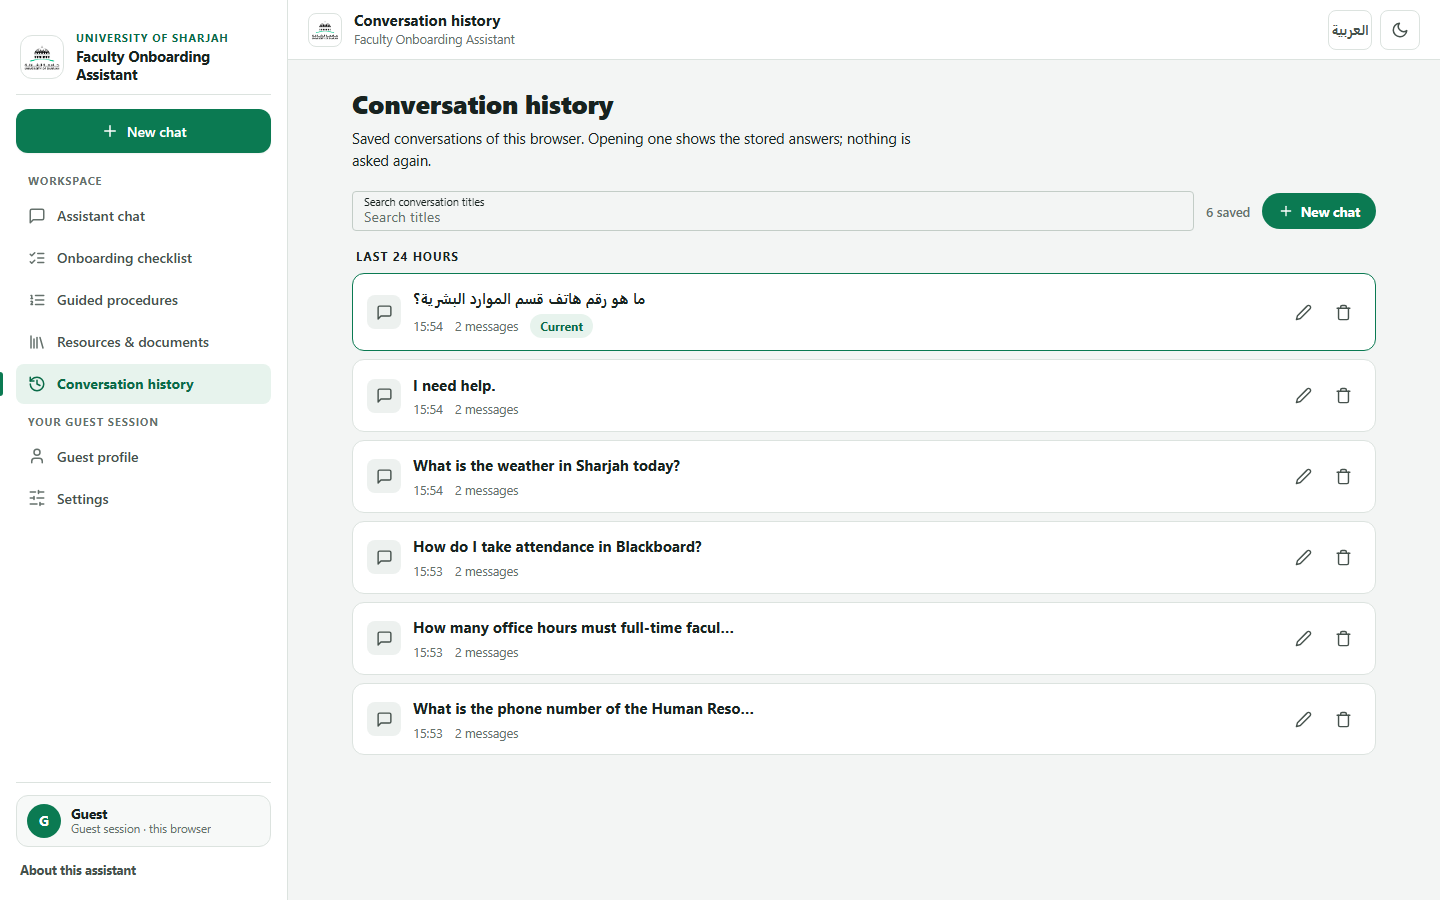 UNIVERSITY OF SHARJAH
Faculty Onboarding
Assistant
New chat
WORKSPACE
Assistant chat
Onboarding checklist
Guided procedures
Resources & documents
Conversation history
YOUR GUEST SESSION
Guest profile
Settings
G
Guest
Guest session · this browser
About this assistant
Conversation history
Faculty Onboarding Assistant
العربية
Conversation history
Saved conversations of this browser. Opening one shows the stored answers; nothing is
asked again.
Search conversation titles
Search titles
6 saved
New chat
LAST 24 HOURS
ما هو رقم هاتف قسم الموارد البشرية؟
15:54 2 messages Current
I need help.
15:54 2 messages
What is the weather in Sharjah today?
15:54 2 messages
How do I take attendance in Blackboard?
15:53 2 messages
How many office hours must full-time facul...
15:53 2 messages
What is the phone number of the Human Reso...
15:53 2 messages